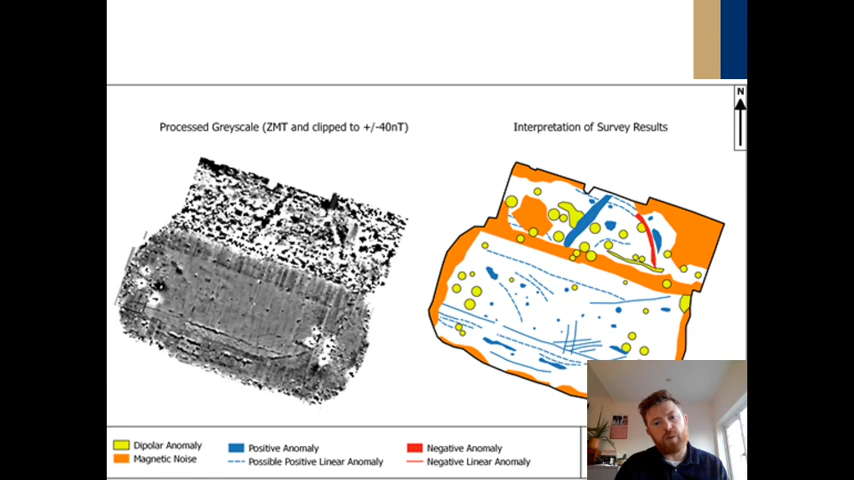 N
Processed Greyscale (ZMT and clipped to +/-40nT)
Interpretation of Survey Results
Dipolar Anomaly
Positive Anomaly
Negative Anomaly
Magnetic Noise
Possible Positive Linear Anomaly
Negative Linear Anomaly